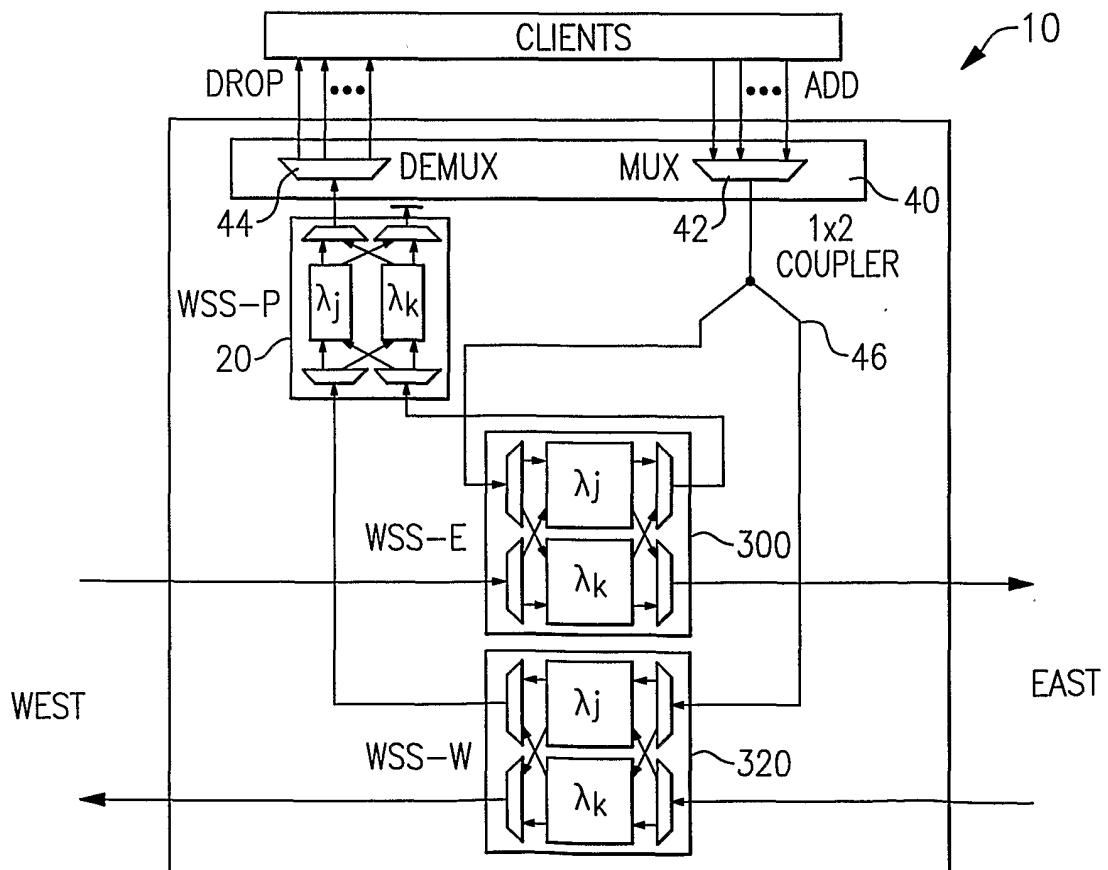 CLIENTS
10
DROP
•••
•••
ADD
DEMUX
MUX
44
42
40
1x2
COUPLER
WSS-P
λj
λk
20
46
λj
WSS-E
300
λk
WEST
EAST
λj
WSS-W
320
λk